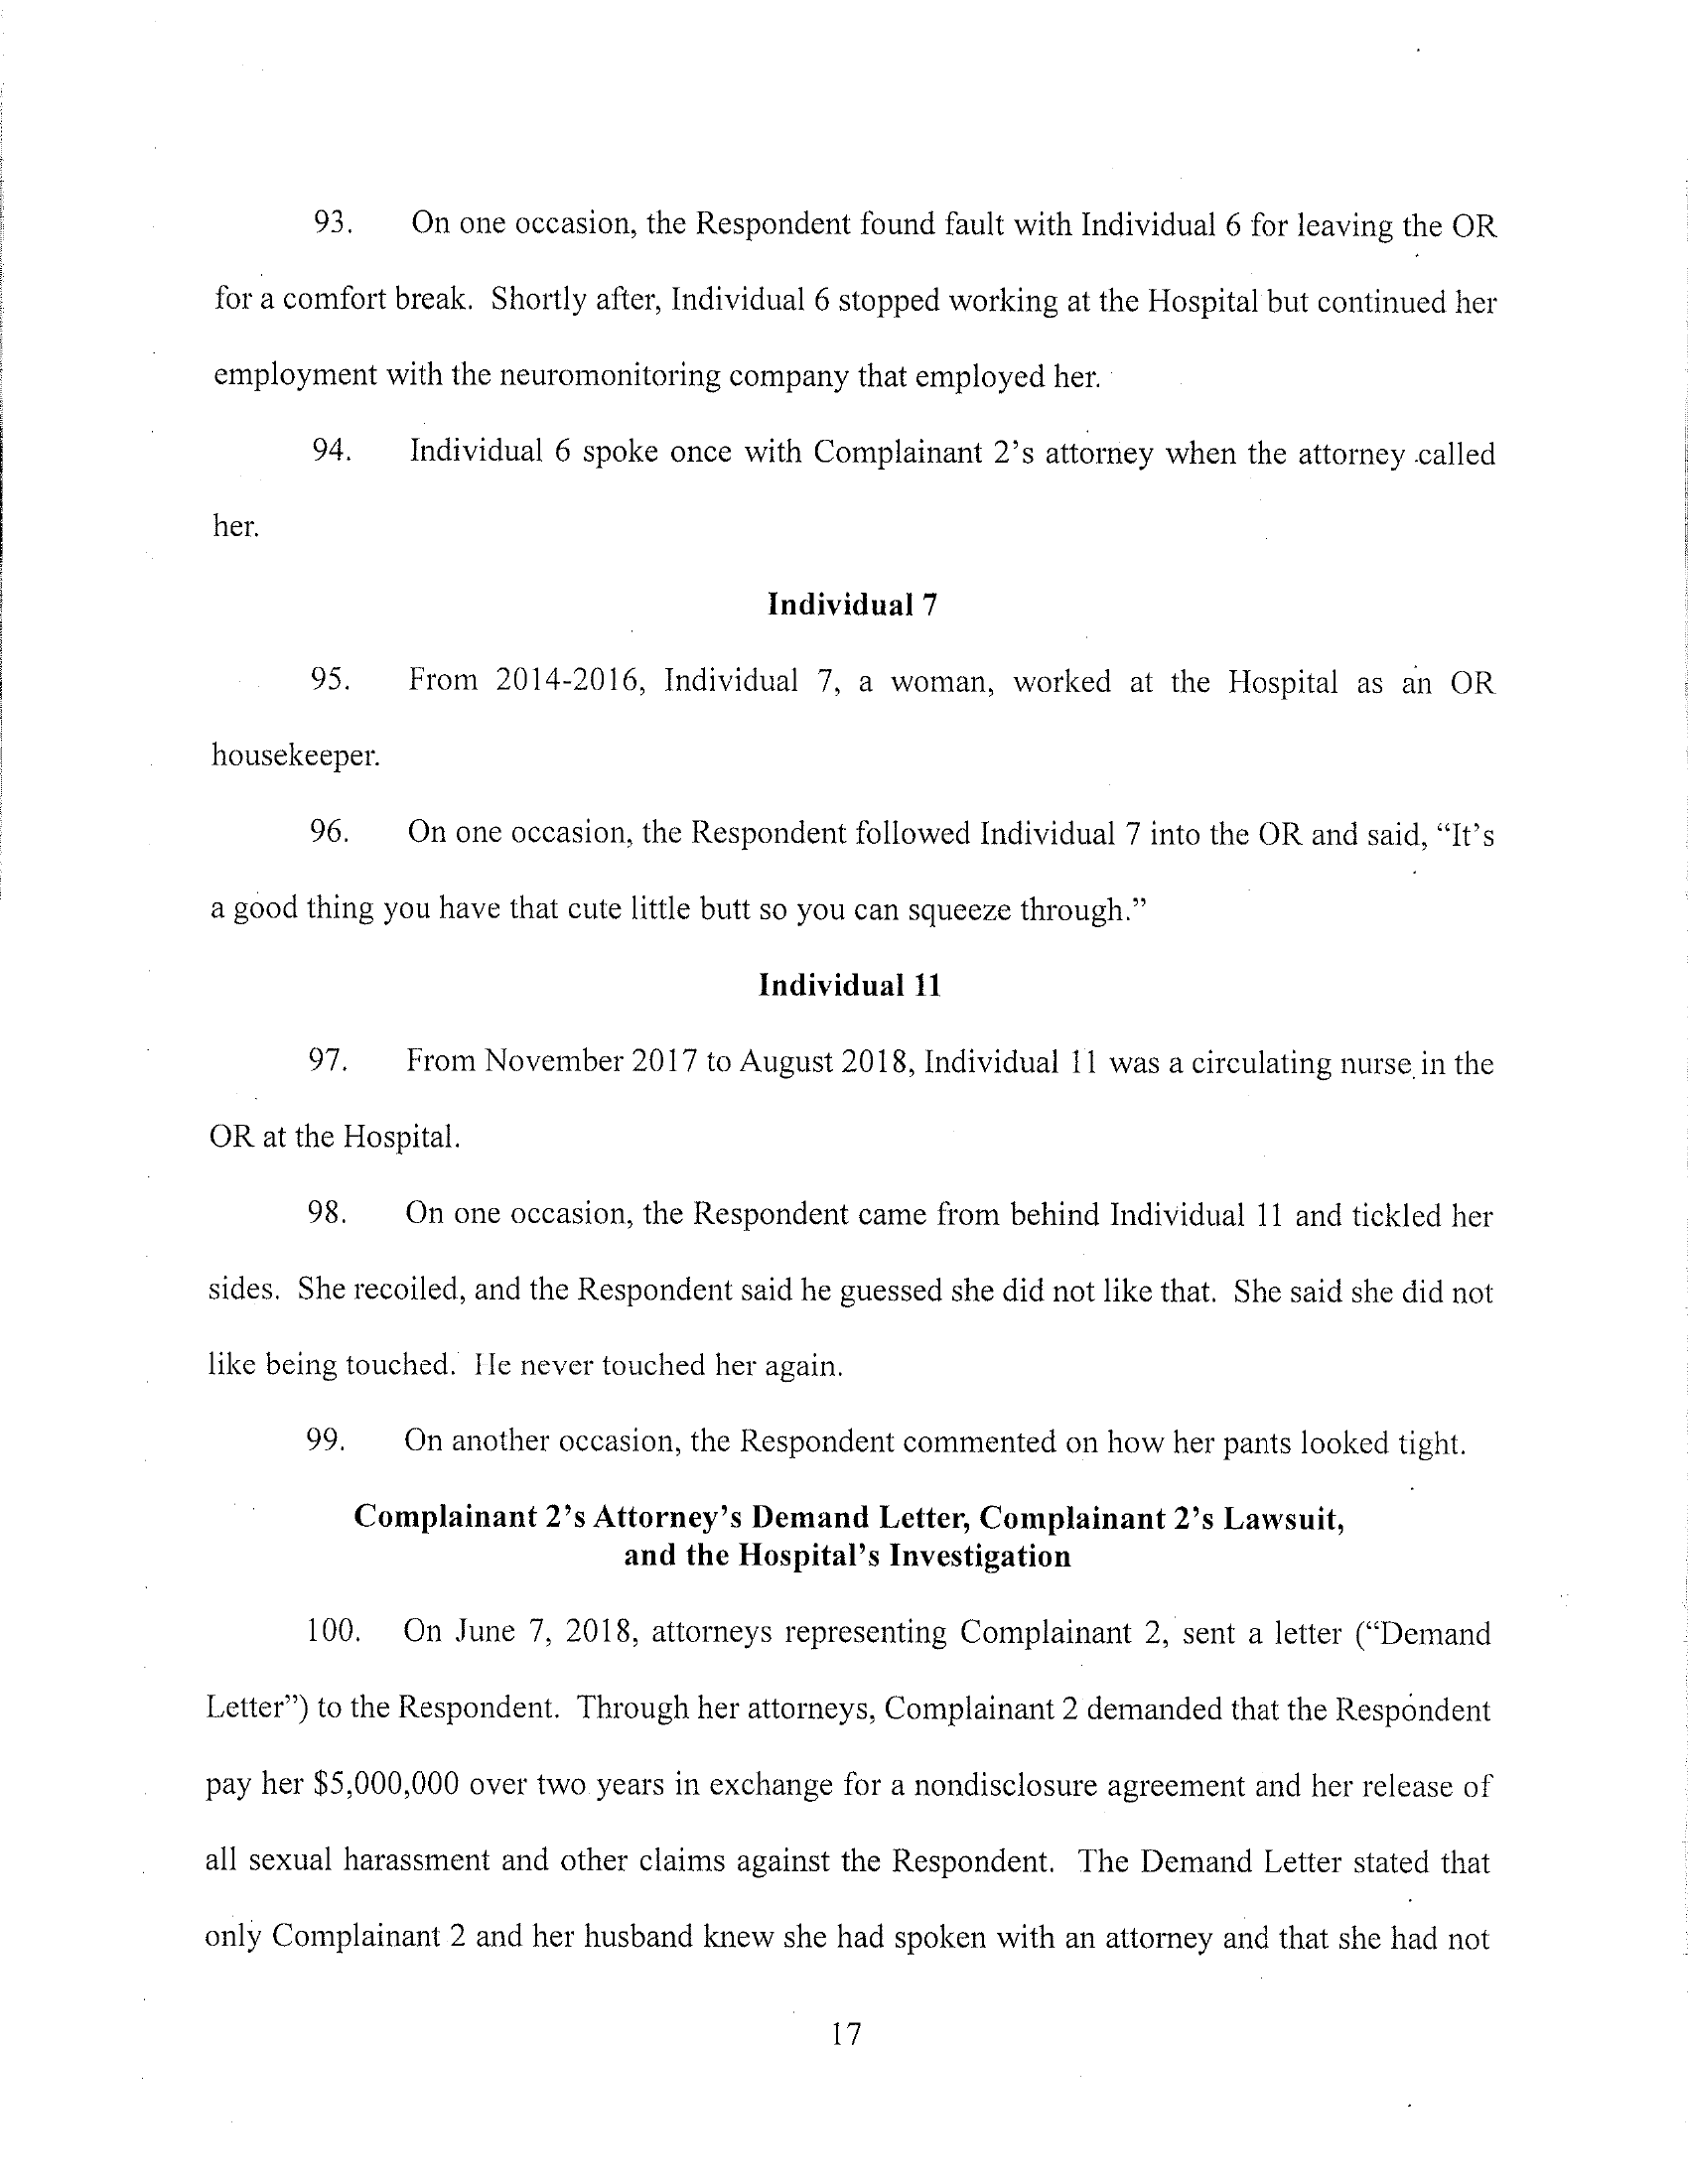 93. On one occasion, the Respondent found fault with Individual 6 for leaving the OR
for a comfort break. Shortly after, Individual 6 stopped working at the Hospital but continued her
employment with the neuromonitoring company that employed her.
94. Individual 6 spoke once with Complainant 2’s attorney when the attorney called
her.
Individual 7
95. From 2014-2016, Individual 7, a woman, worked at the Hospital as an OR
housekeeper.
96. On one occasion, the Respondent followed Individual 7 into the OR and said, “It’s
a good thing you have that cute little butt so you can squeeze through.”
Individual 11
97. From November 2017 to August 2018, Individual 11 was a circulating nurse in the
OR at the Hospital.
98. On one occasion, the Respondent came from behind Individual 11 and tickled her
sides. She recoiled, and the Respondent said he guessed she did not like that. She said she did not
like being touched. He never touched her again.
99. On another occasion, the Respondent commented on how her pants looked tight.
Complainant 2’s Attorney’s Demand Letter, Complainant 2’s Lawsuit,
and the Hospital’s Investigation
100. On June 7, 2018, attorneys representing Complainant 2, sent a letter (“Demand
Letter”) to the Respondent. Through her attorneys, Complainant 2 demanded that the Respondent
pay her $5,000,000 over two years in exchange for a nondisclosure agreement and her release of
all sexual harassment and other claims against the Respondent. The Demand Letter stated that
only Complainant 2 and her husband knew she had spoken with an attorney and that she had not
17